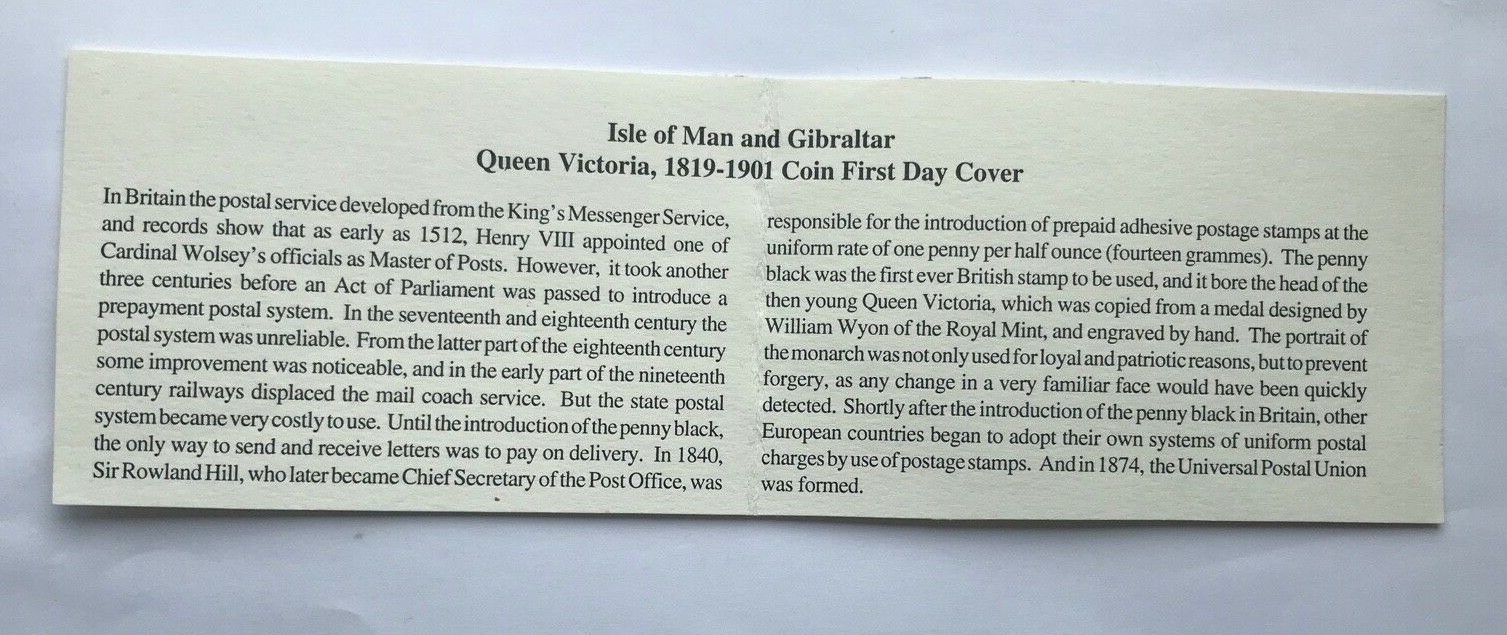 Isle of Man and Gibraltar
Queen Victoria, 1819-1901 Coin First Day Cover
In Britain the postal service developed from the King's Messenger Service,
and records show that as early as 1512, Henry VIII appointed one of
Cardinal Wolsey's officials as Master of Posts. However, it took another
three centuries before an Act of Parliament was passed to introduce a
prepayment postal system. In the seventeenth and eighteenth century the
postal system was unreliable. From the latter part of the eighteenth century
some improvement was noticeable, and in the early part of the nineteenth
century railways displaced the mail coach service. But the state postal
system became very costly to use. Until the introduction of the penny black,
the only way to send and receive letters was to pay on delivery. In 1840,
Sir Rowland Hill, who later became Chief Secretary of the Post Office, was
responsible for the introduction of prepaid adhesive postage stamps at the
uniform rate of one penny per half ounce (fourteen grammes). The penny
black was the first ever British stamp to be used, and it bore the head of the
then young Queen Victoria, which was copied from a medal designed by
William Wyon of the Royal Mint, and engraved by hand. The portrait of
the monarch was not only used for loyal and patriotic reasons, but to prevent
forgery, as any change in a very familiar face would have been quickly
detected. Shortly after the introduction of the penny black in Britain, other
European countries began to adopt their own systems of uniform postal
charges by use of postage stamps. And in 1874, the Universal Postal Union
was formed.